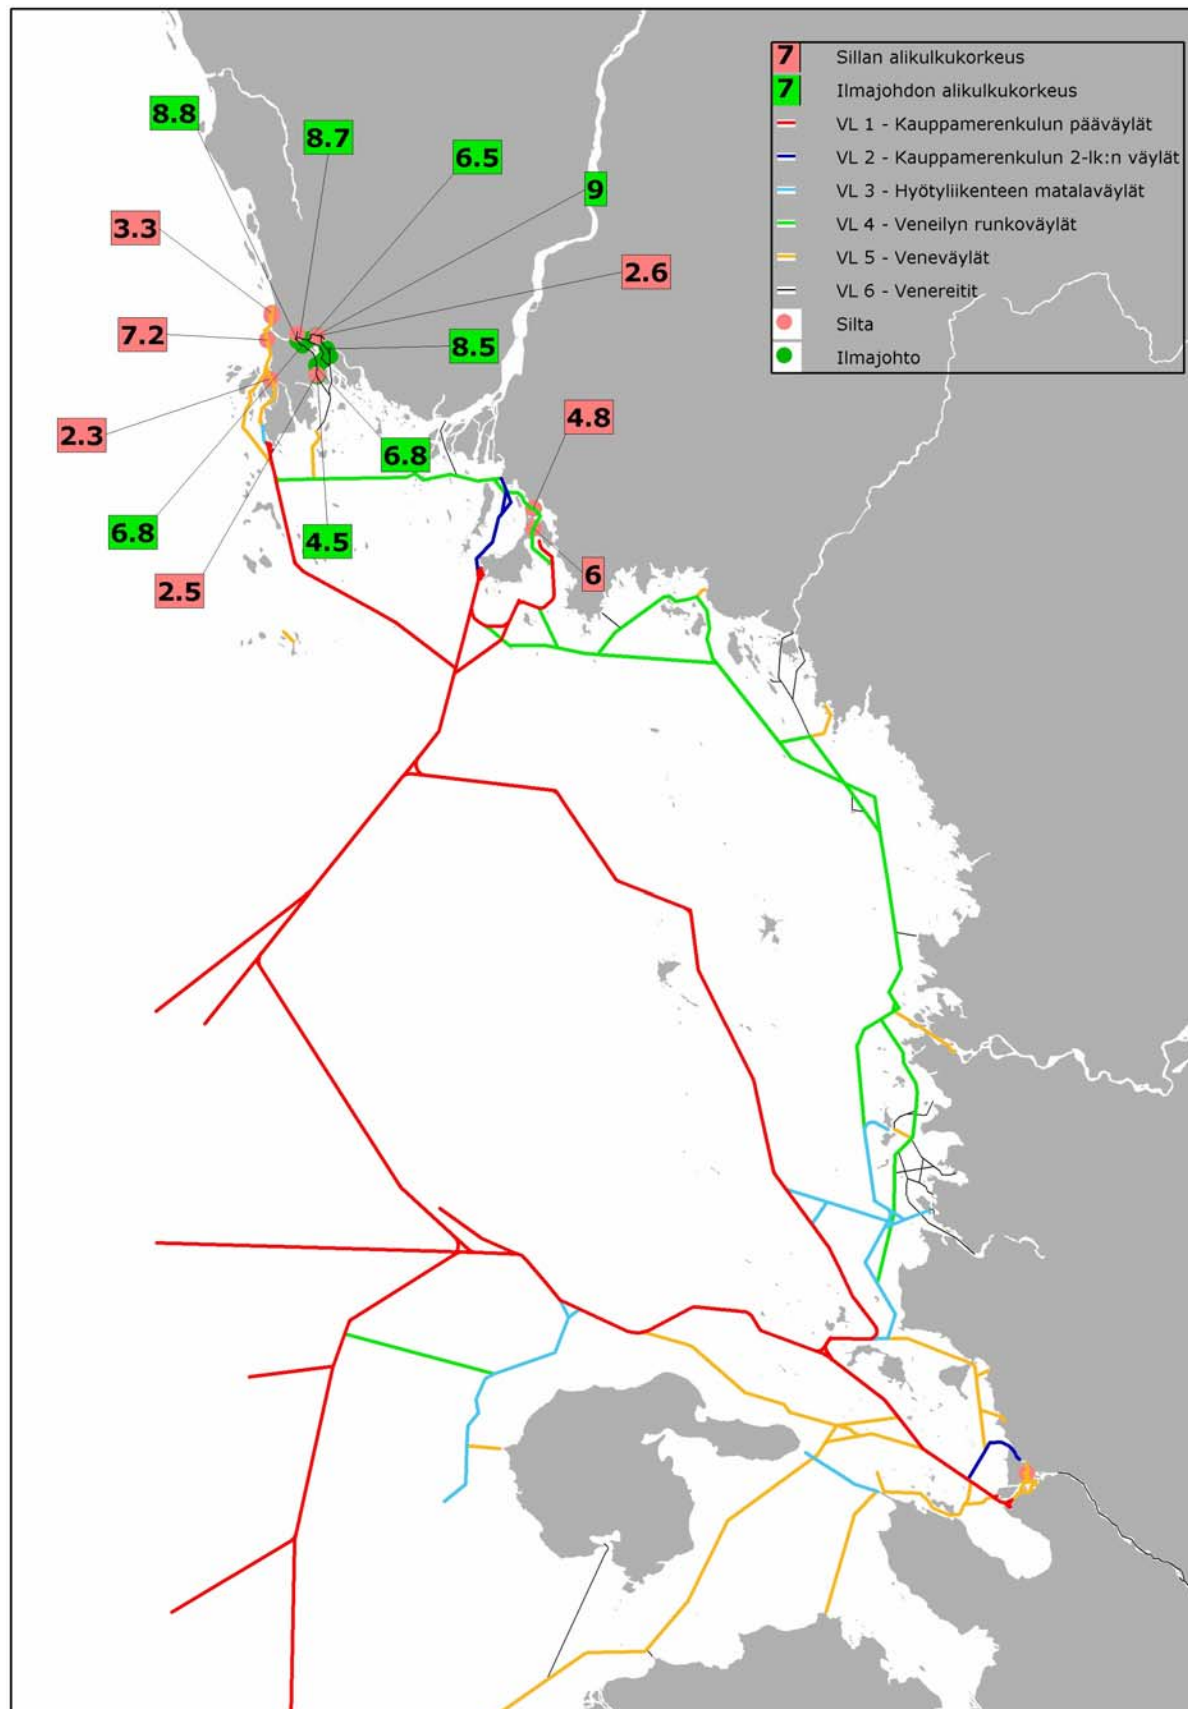 7 Sillan alikulkukorkeus
7 Ilmajohdon alikulkukorkeus
VL 1 - Kauppamerenkulun pääväylät
VL 2 - Kauppamerenkulun 2-lk:n väylät
VL 3 - Hyötyliikenteen matalaväylät
VL 4 - Veneilyn runkoväylät
VL 5 - Veneväylät
VL 6 - Venereitit
Silta
Ilmajohto
8.8
8.7
6.5
9
3.3
2.6
7.2
8.5
2.3
4.8
6.8
6.8
4.5
2.5
6